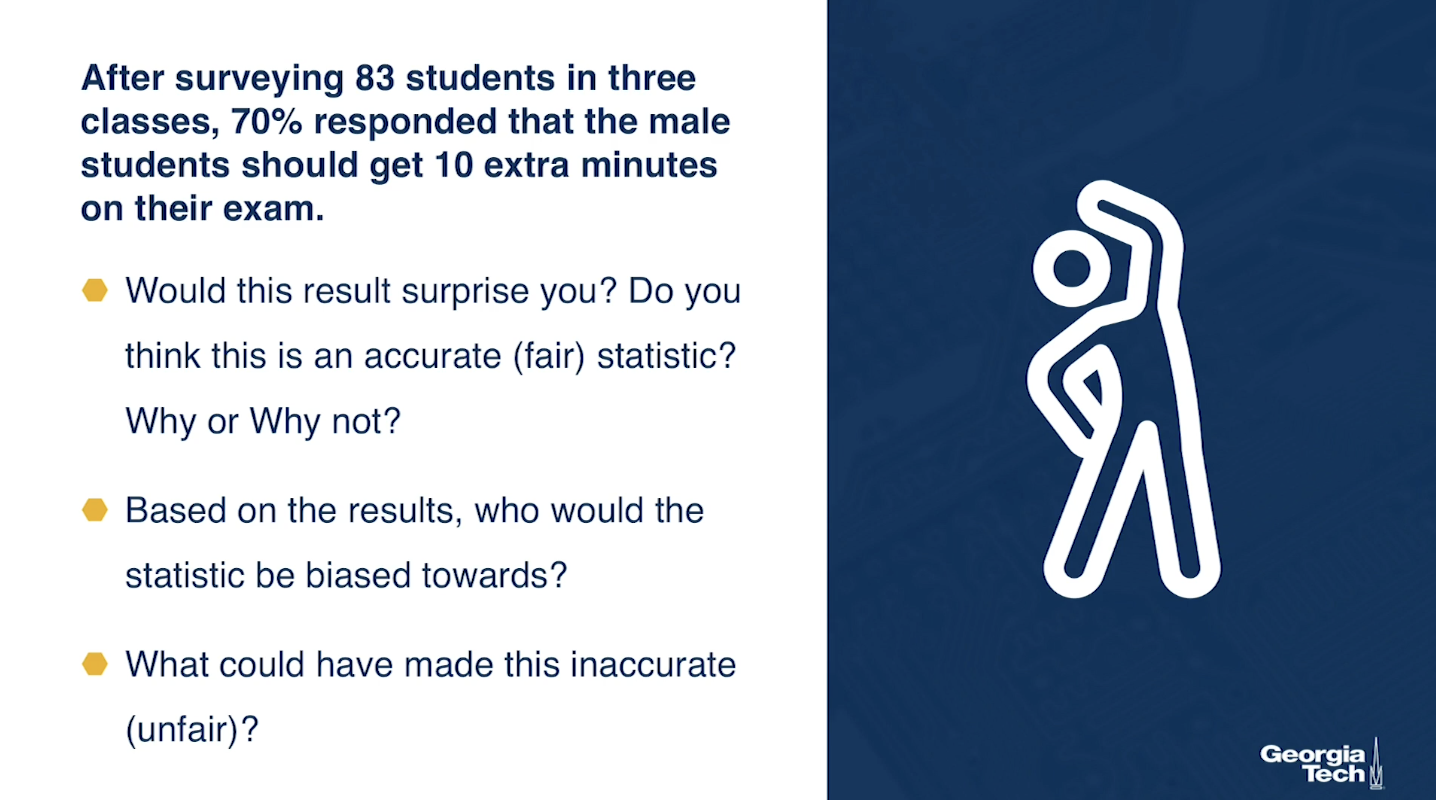 After surveying 83 students in three
classes, 70% responded that the male
students should get 10 extra minutes
on their exam.
Would this result surprise you? Do you
think this is an accurate (fair) statistic?
Why or Why not?
Based on the results, who would the
statistic be biased towards?
What could have made this inaccurate
(unfair)?
Georgia
Tech